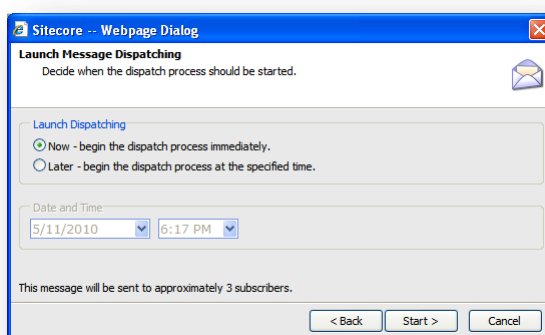 Sitecore -- Webpage Dialog
Launch Message Dispatching
Decide when the dispatch process should be started.
Launch Dispatching
Now - begin the dispatch process immediately.
Later - begin the dispatch process at the specified time.
Date and Time
5/11/2010 6:17 PM
This message will be sent to approximately 3 subscribers.
< Back Start > Cancel